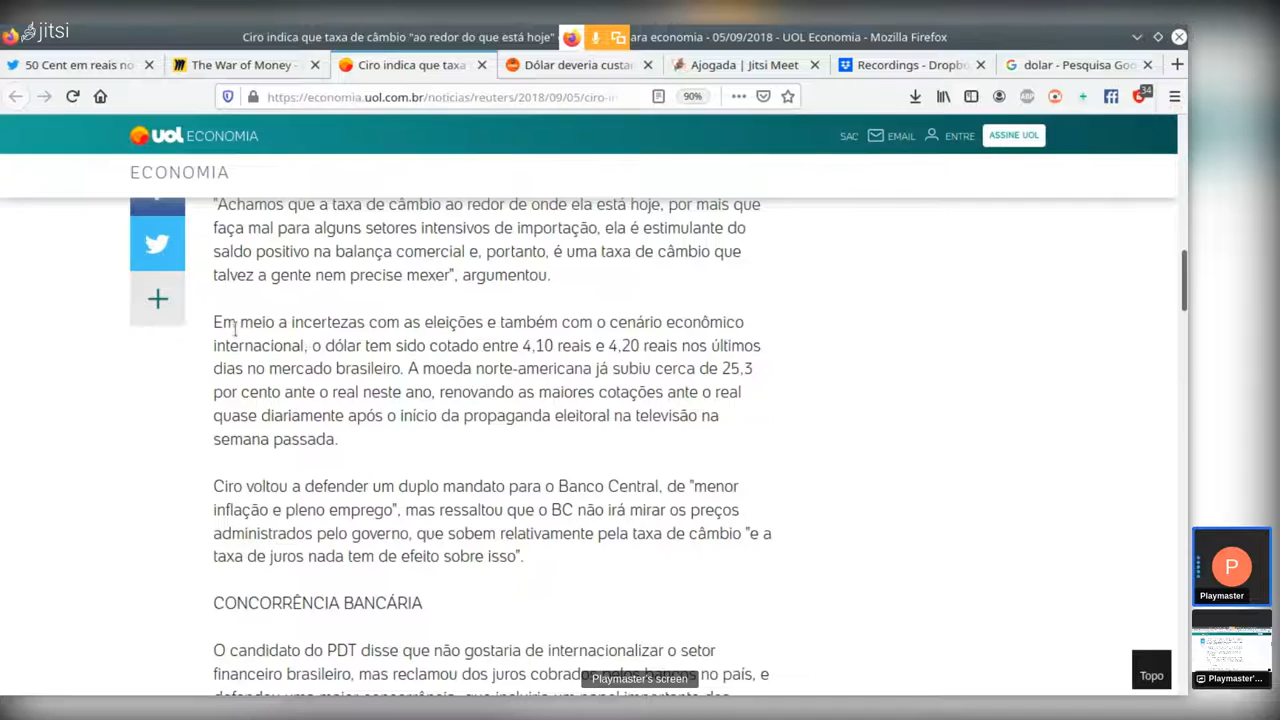 jitsi
Ciro indica que taxa de câmbio "ao redor do que está hoje" ara economia - 05/09/2018 - UOL Economia - Mozilla Firefox
50 Cent em reais no
The War of Money -
Ciro indica que taxa
Dólar deveria custar
Ajogada | Jitsi Meet
Recordings - Dropb
dolar - Pesquisa Goo
https://economia.uol.com.br/noticias/reuters/2018/09/05/ciro-in
90%
34
UOL ECONOMIA
SAC
EMAIL
ENTRE
ASSINE UOL
ECONOMIA
"Achamos que a taxa de câmbio ao redor de onde ela está hoje, por mais que
faça mal para alguns setores intensivos de importação, ela é estimulante do
saldo positivo na balança comercial e, portanto, é uma taxa de câmbio que
talvez a gente nem precise mexer", argumentou.
Em meio a incertezas com as eleições e também com o cenário econômico
internacional, o dólar tem sido cotado entre 4,10 reais e 4,20 reais nos últimos
dias no mercado brasileiro. A moeda norte-americana já subiu cerca de 25,3
por cento ante o real neste ano, renovando as maiores cotações ante o real
quase diariamente após o início da propaganda eleitoral na televisão na
semana passada.
Ciro voltou a defender um duplo mandato para o Banco Central, de "menor
inflação e pleno emprego", mas ressaltou que o BC não irá mirar os preços
administrados pelo governo, que sobem relativamente pela taxa de câmbio "e a
taxa de juros nada tem de efeito sobre isso".
CONCORRÊNCIA BANCÁRIA
O candidato do PDT disse que não gostaria de internacionalizar o setor
financeiro brasileiro, mas reclamou dos juros cobrados pelos bancos no país, e
Playmaster's screen
Topo
P
Playmaster
Playmaster'...